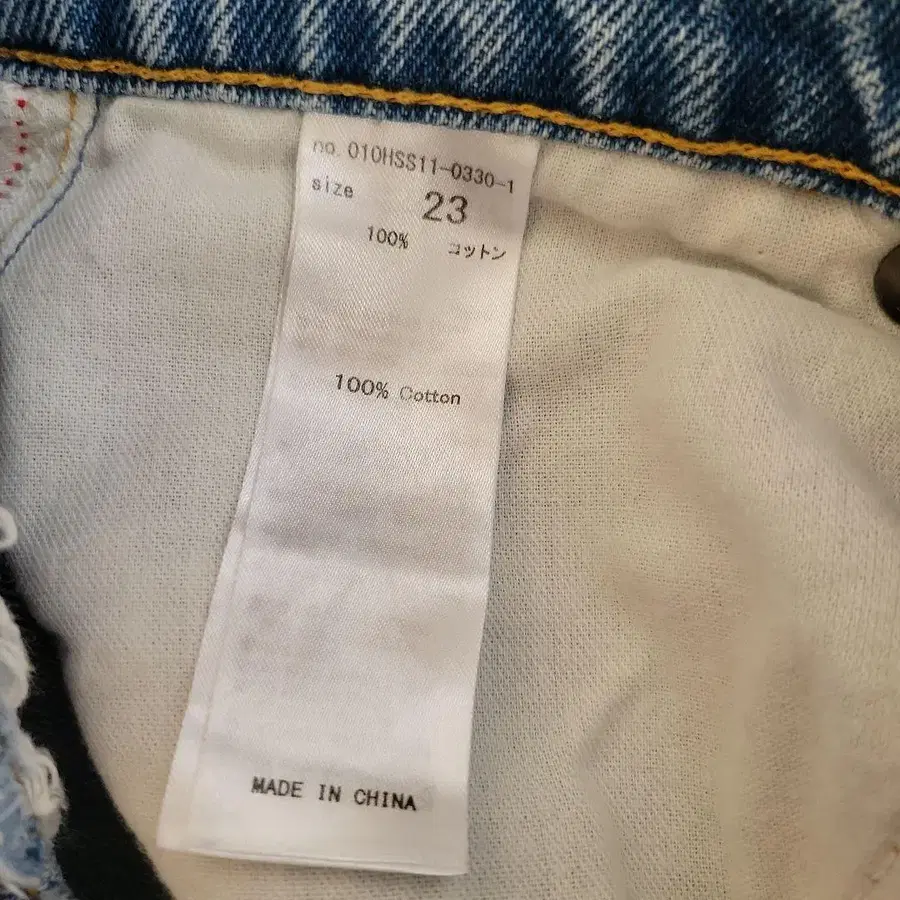 no. 010HSS11-0330-1
size 23
100% コットン
100% Cotton
MADE IN CHINA